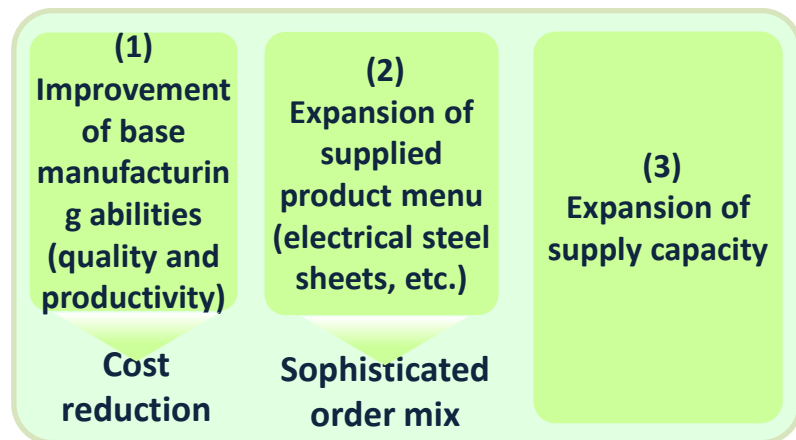 (1)
Improvement
of base
manufacturin
g abilities
(quality and
productivity)
Cost
reduction
(2)
Expansion of
supplied
product menu
(electrical steel
sheets, etc.)
Sophisticated
order mix
(3)
Expansion of
supply capacity